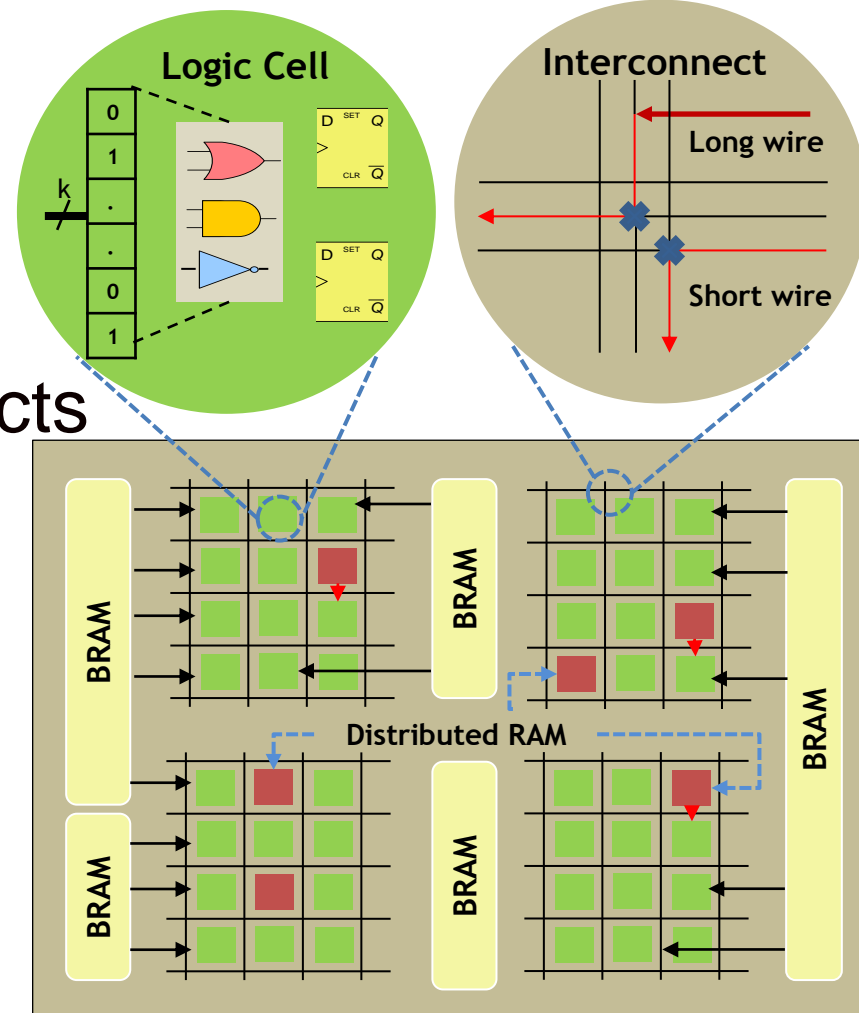 Logic Cell
Interconnect
0
1
.
.
0
1
k
D SET Q
CLR Q̅
D SET Q
CLR Q̅
Long wire
Short wire
cts
BRAM
BRAM
BRAM
Distributed RAM
BRAM
BRAM